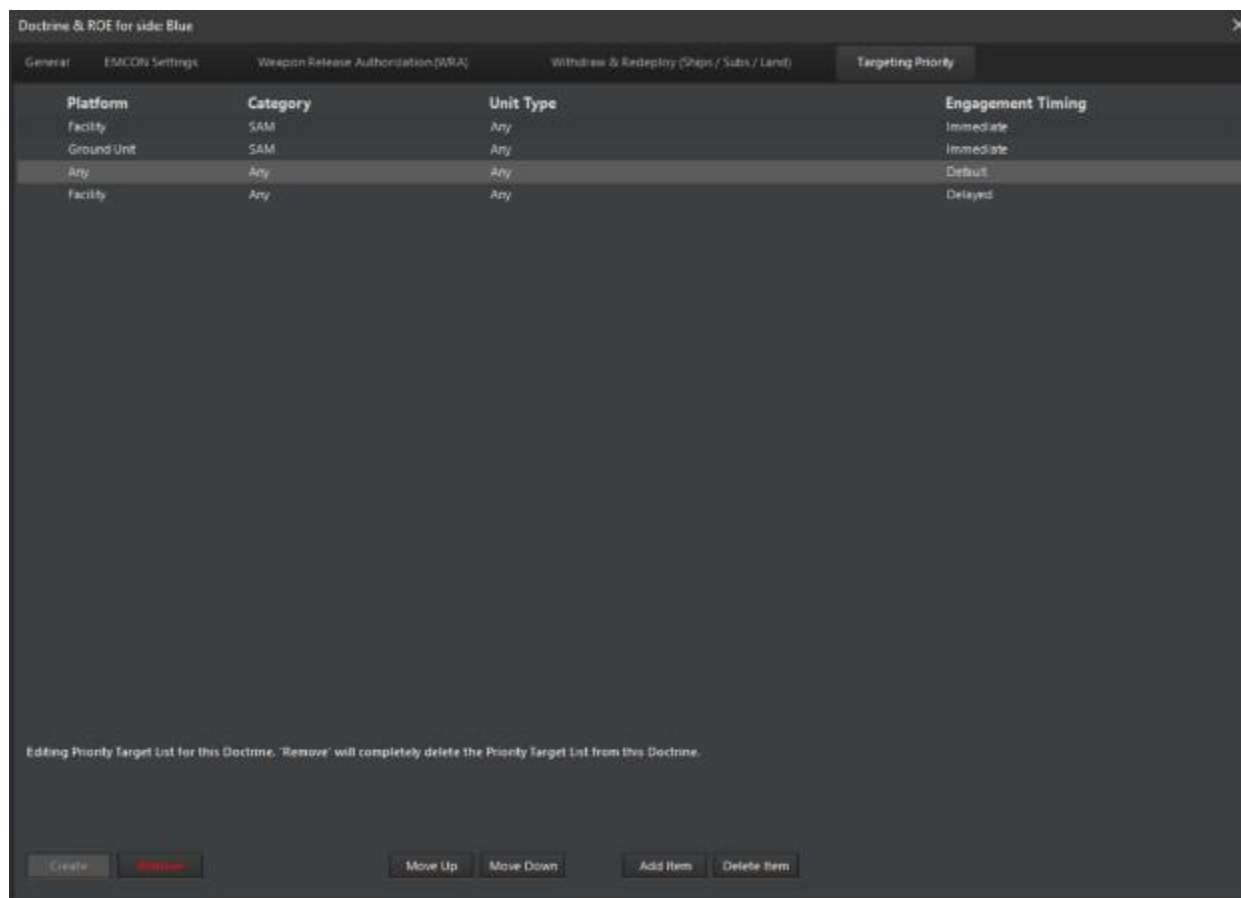 Doctrine & ROE for side: Blue
General EMCON Settings Weapon Release Authorization (WRA) Withdraw & Redeploy (Ships / Subs / Land) Targeting Priority
Platform Category Unit Type Engagement Timing
Facility SAM Any Immediate
Ground Unit SAM Any Immediate
Any Any Any Default
Facility Any Any Delayed
Editing Priority Target List for this Doctrine. 'Remove' will completely delete the Priority Target List from this Doctrine.
Create Remove Move Up Move Down Add Item Delete Item